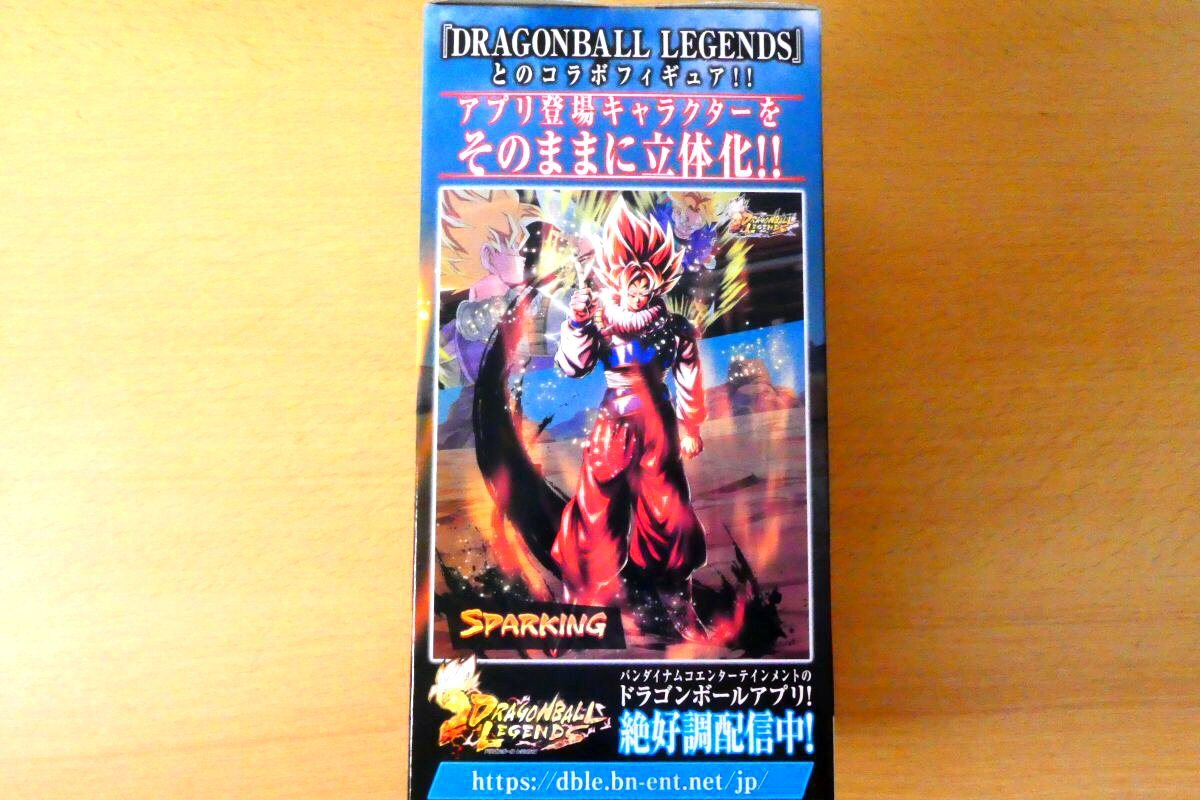 『DRAGONBALL LEGENDS』
とのコラボフィギュア!!
アプリ登場キャラクターを
そのままに立体化!!
DRAGONBALL
LEGENDS
SPARKING
DRAGONBALL
LEGENDS
バンダイナムコエンターテインメントの
ドラゴンボールアプリ!
絶好調配信中!
https://dble.bn-ent.net/jp/